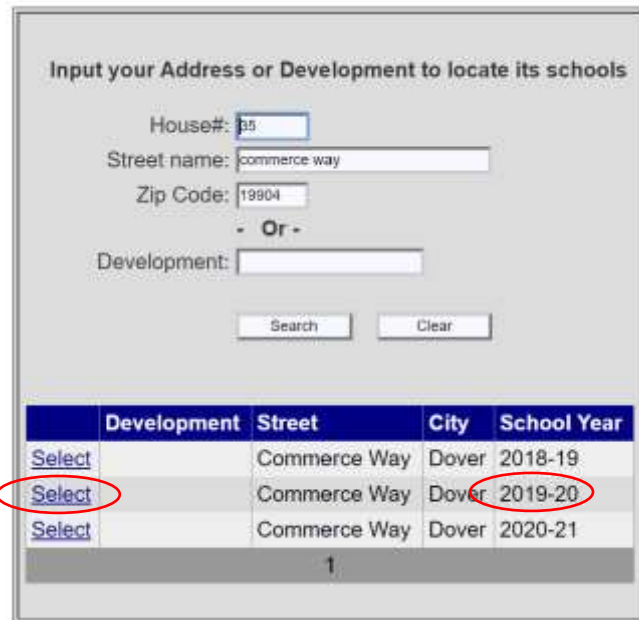 Input your Address or Development to locate its schools
House#: 35
Street name: commerce way
Zip Code: 19904
- Or -
Development:
Search Clear
Development Street City School Year
Select Commerce Way Dover 2018-19
Select Commerce Way Dover 2019-20
Select Commerce Way Dover 2020-21
1